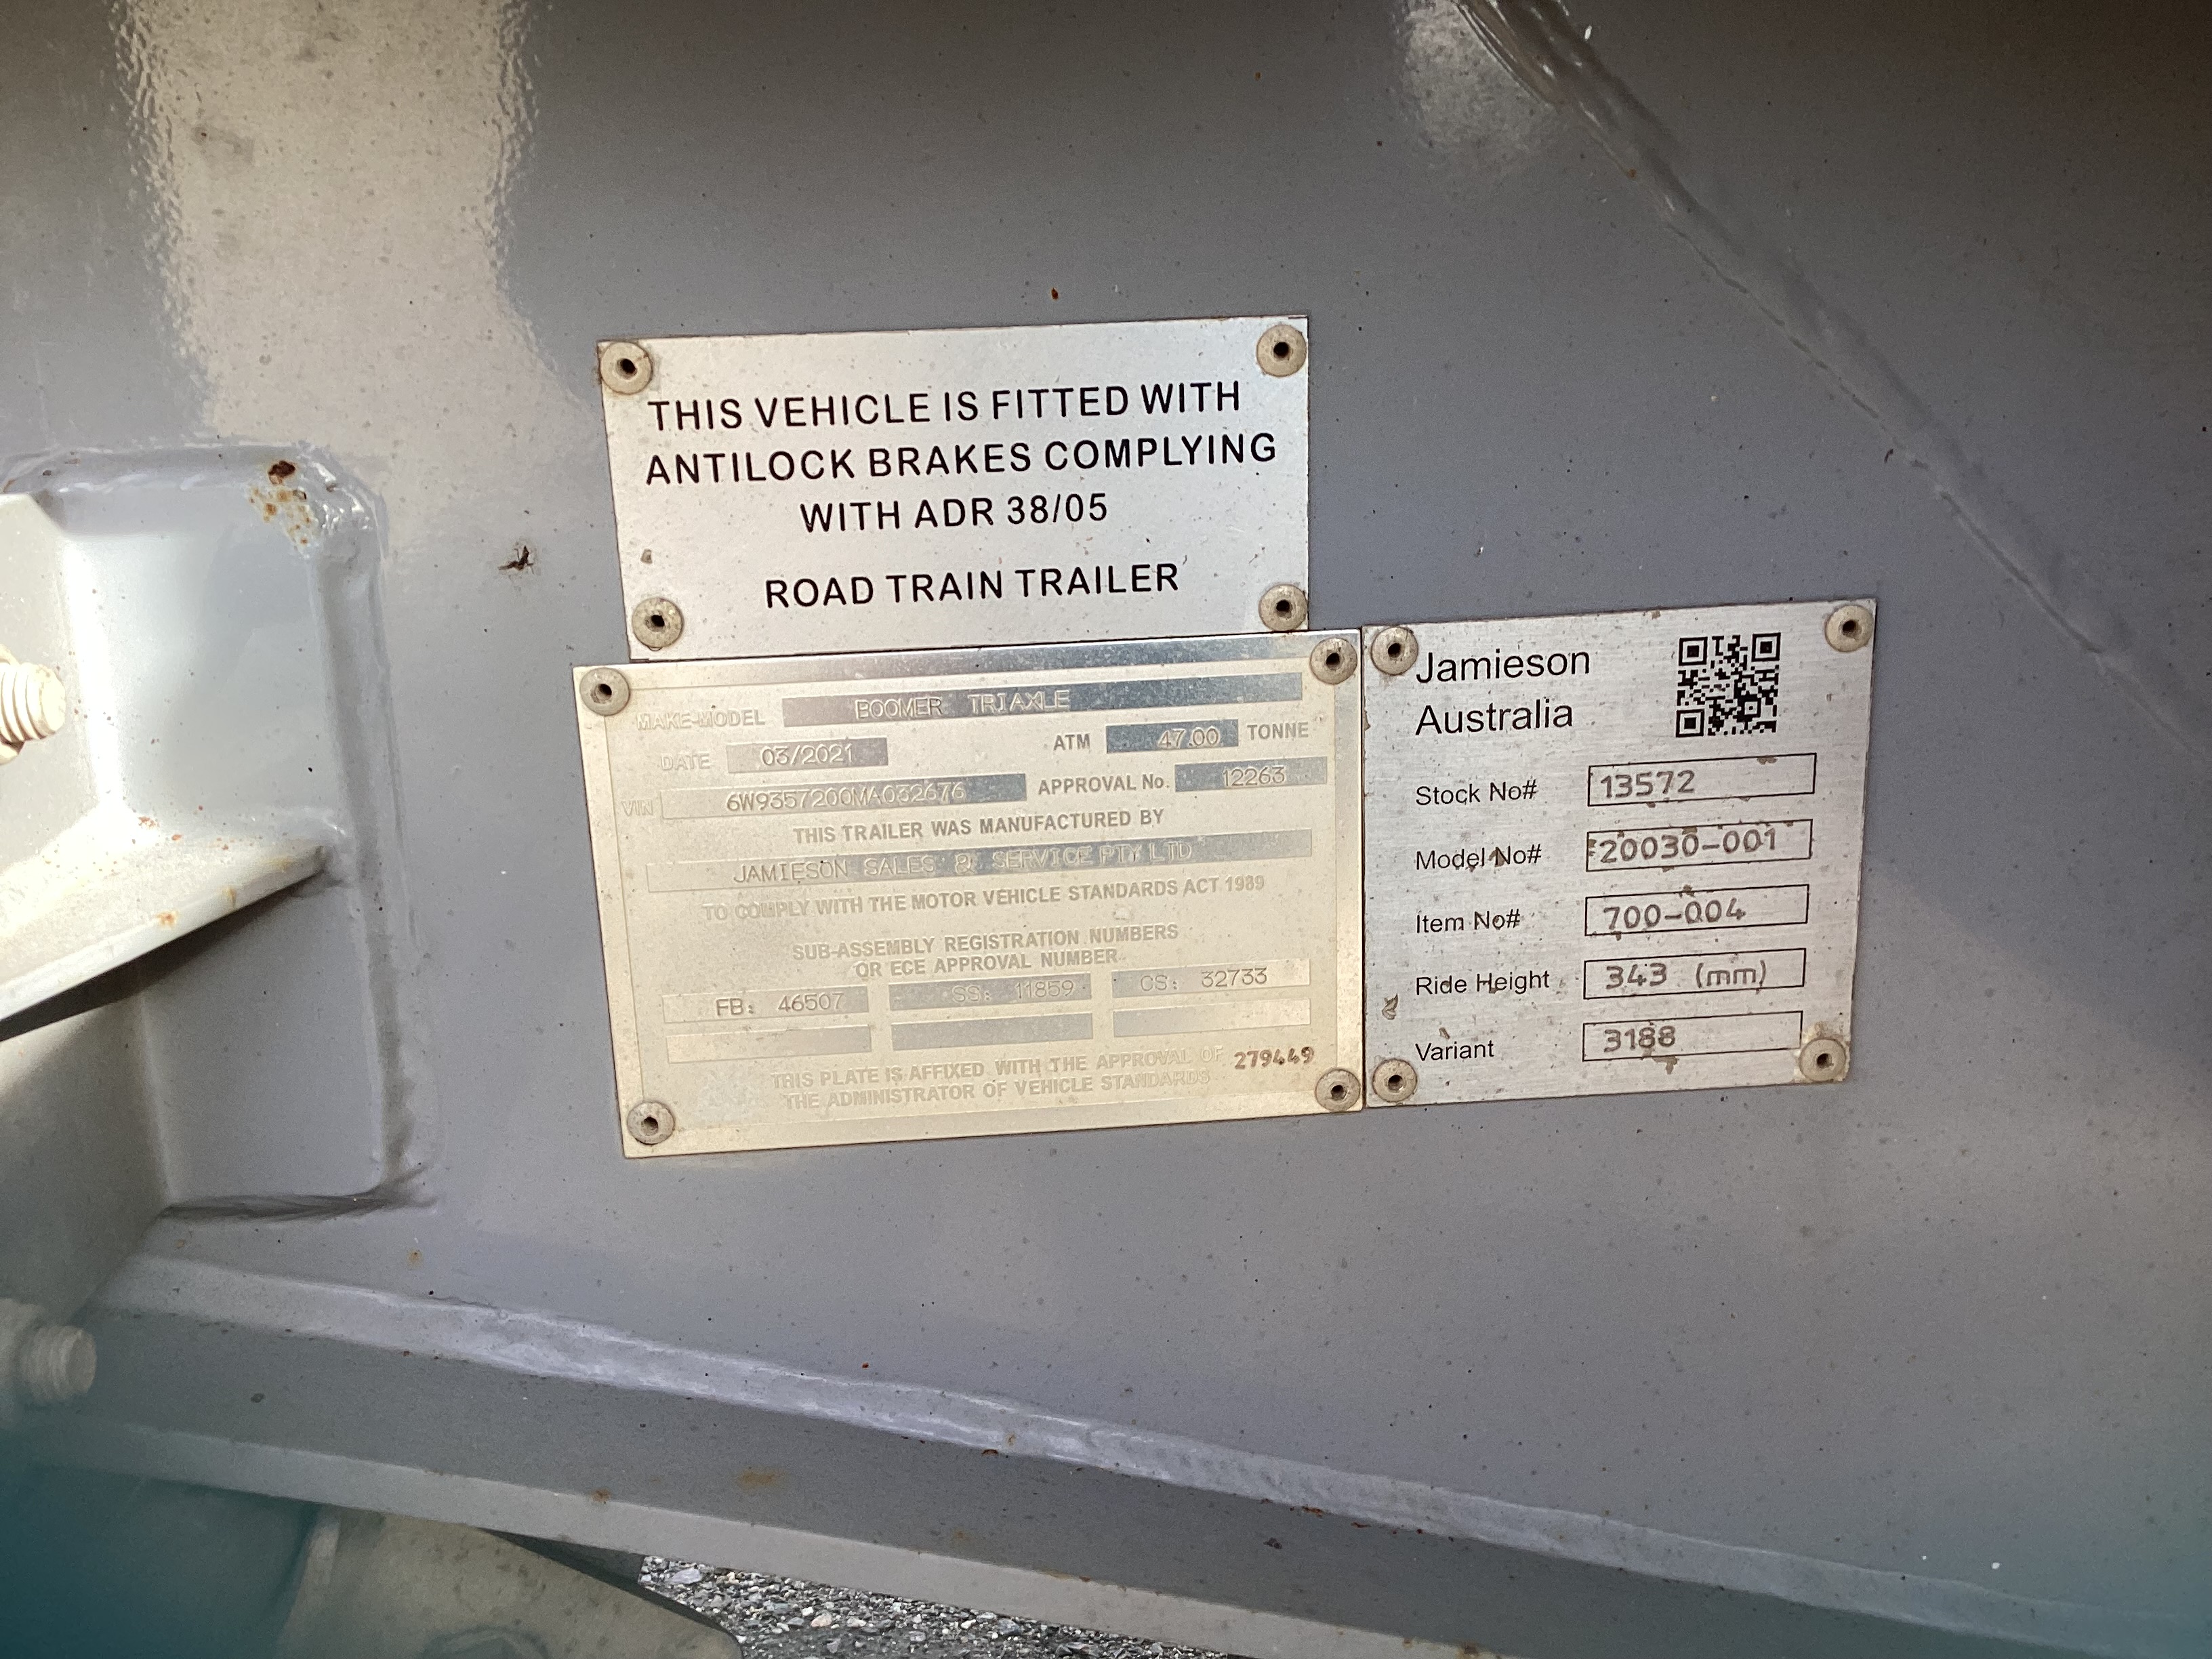 THIS VEHICLE IS FITTED WITH
ANTILOCK BRAKES COMPLYING
WITH ADR 38/05
ROAD TRAIN TRAILER
MAKE-MODEL BOOMER TRIAXLE
DATE 03/2021 ATM 47.00 TONNE
VIN 6W9357200MA032676 APPROVAL No. 12263
THIS TRAILER WAS MANUFACTURED BY
JAMIESON SALES & SERVICE PTY LTD
TO COMPLY WITH THE MOTOR VEHICLE STANDARDS ACT 1989
SUB-ASSEMBLY REGISTRATION NUMBERS
OR ECE APPROVAL NUMBER
FB: 46507 SS: 11859 CS: 32733
THIS PLATE IS AFFIXED WITH THE APPROVAL OF 279449
THE ADMINISTRATOR OF VEHICLE STANDARDS
Jamieson
Australia
Stock No# 13572
Model No# 20030-001
Item No# 700-004
Ride Height 343 (mm)
Variant 3188